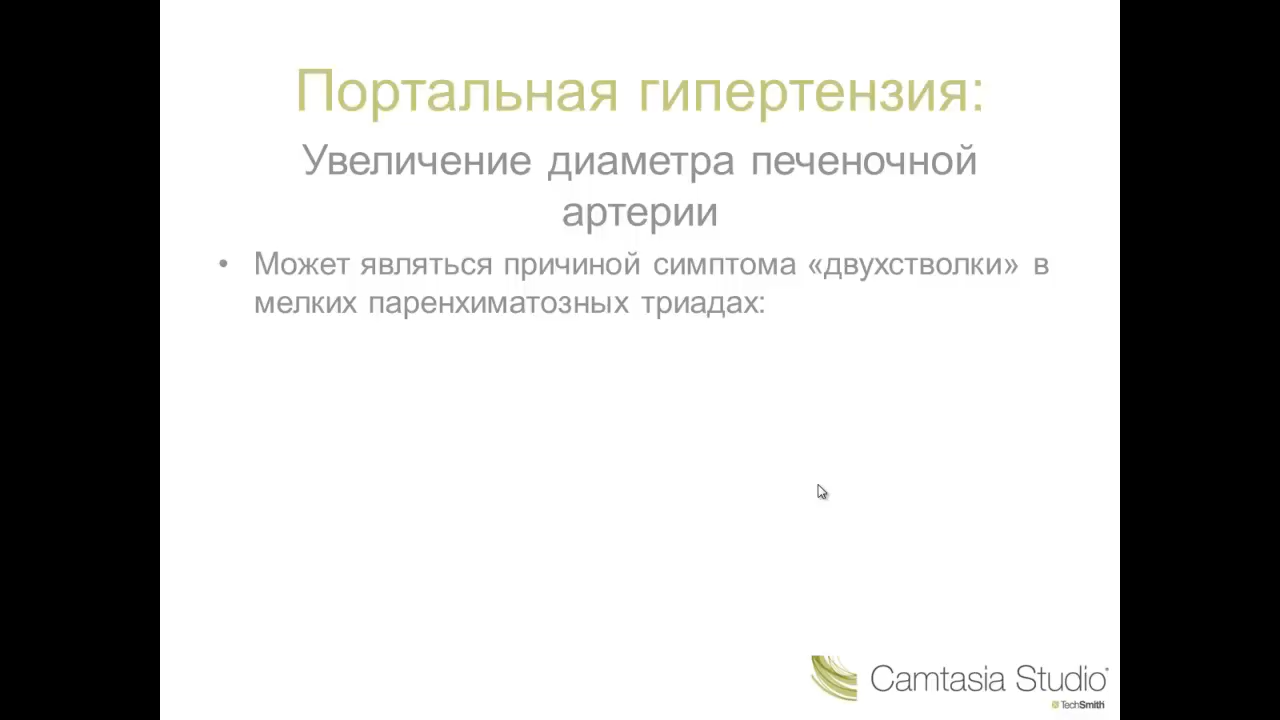 Портальная гипертензия:
Увеличение диаметра печеночной
артерии
• Может являться причиной симптома «двухстволки» в
мелких паренхиматозных триадах:
Camtasia Studio®
TechSmith